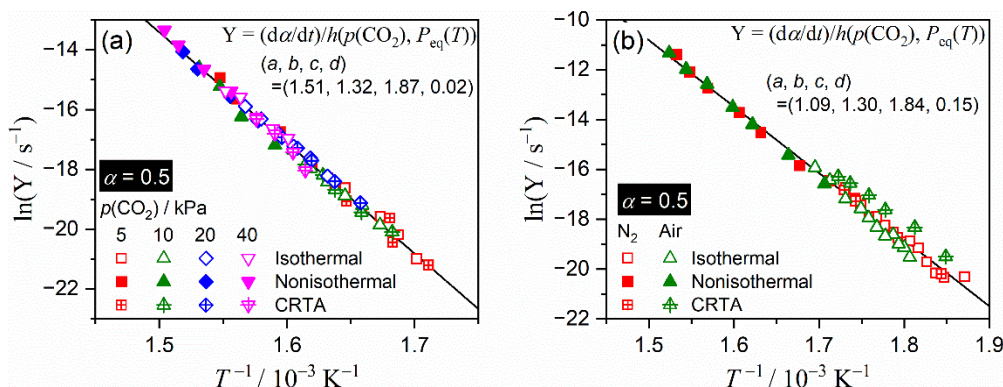 (a)
Y = (dα/dt)/h(p(CO₂), Pₑq(T))
(a, b, c, d)
=(1.51, 1.32, 1.87, 0.02)
ln(Y / s⁻¹)
−14
−16
−18
−20
−22
α = 0.5
p(CO₂) / kPa
5 10 20 40
Isothermal
Nonisothermal
CRTA
1.5 1.6 1.7
T⁻¹ / 10⁻³ K⁻¹
(b)
Y = (dα/dt)/h(p(CO₂), Pₑq(T))
(a, b, c, d)
=(1.09, 1.30, 1.84, 0.15)
ln(Y / s⁻¹)
−10
−12
−14
−16
−18
−20
−22
α = 0.5
N₂ Air
Isothermal
Nonisothermal
CRTA
1.5 1.6 1.7 1.8 1.9
T⁻¹ / 10⁻³ K⁻¹